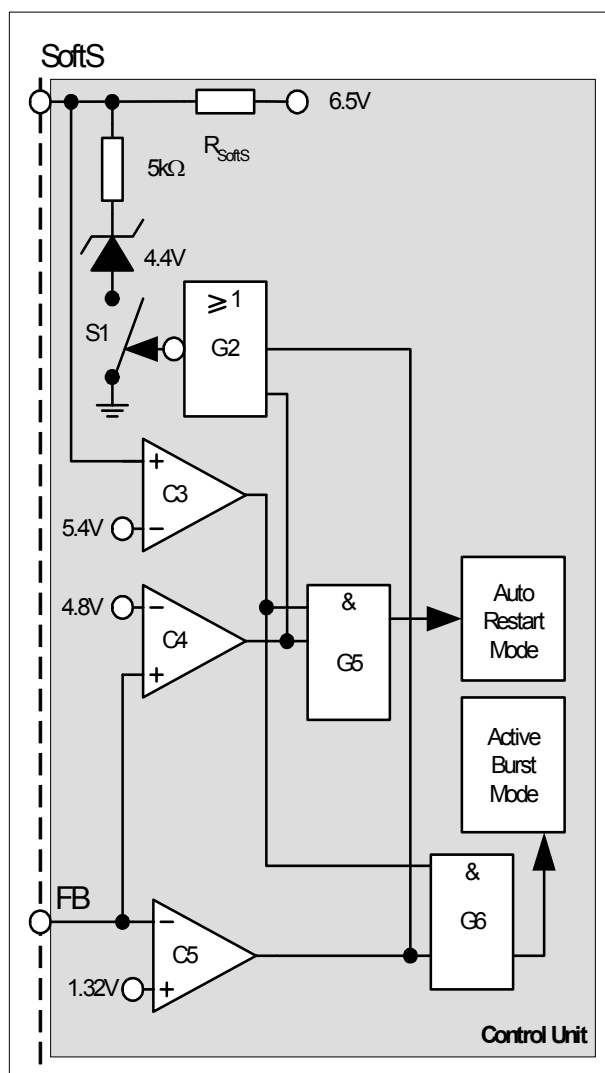 SoftS
6.5V
R SoftS
5kΩ
4.4V
S1
≥1
G2
+
C3
5.4V
−
4.8V
−
C4
+
&
G5
Auto
Restart
Mode
Active
Burst
Mode
FB
−
C5
1.32V
+
&
G6
Control Unit